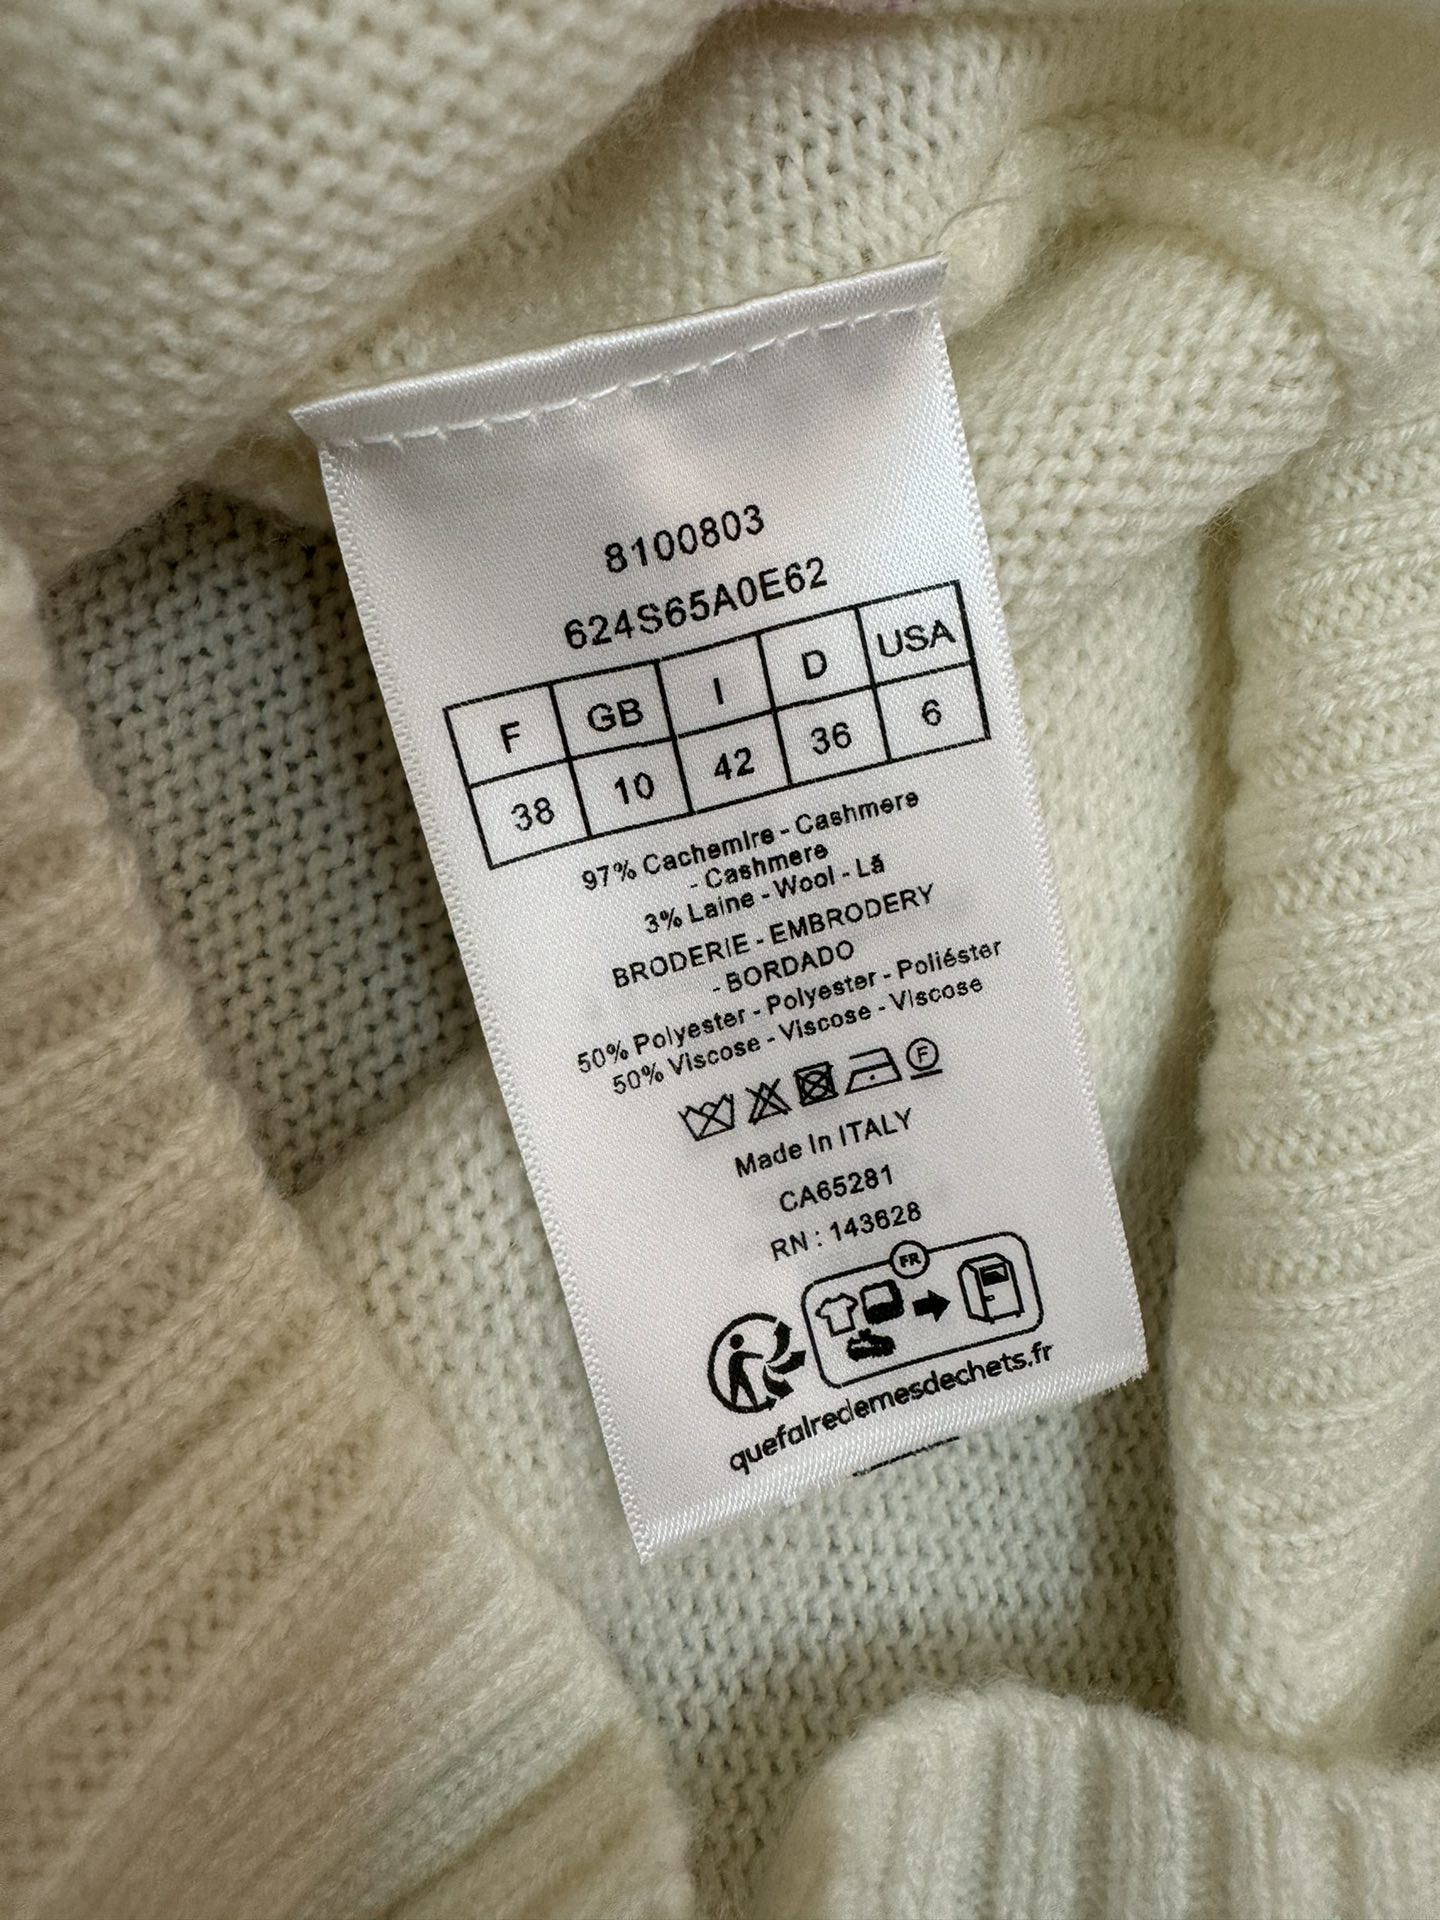 8100803
624S65A0E62
F GB I D USA
38 10 42 36 6
97% Cachemire - Cashmere
- Cashmere
3% Laine - Wool - Lã
BRODERIE - EMBRODERY
- BORDADO
50% Polyester - Polyester - Poliéster
50% Viscose - Viscose - Viscose
F
Made In ITALY
CA65281
RN : 143628
FR
quefairedemesdechets.fr